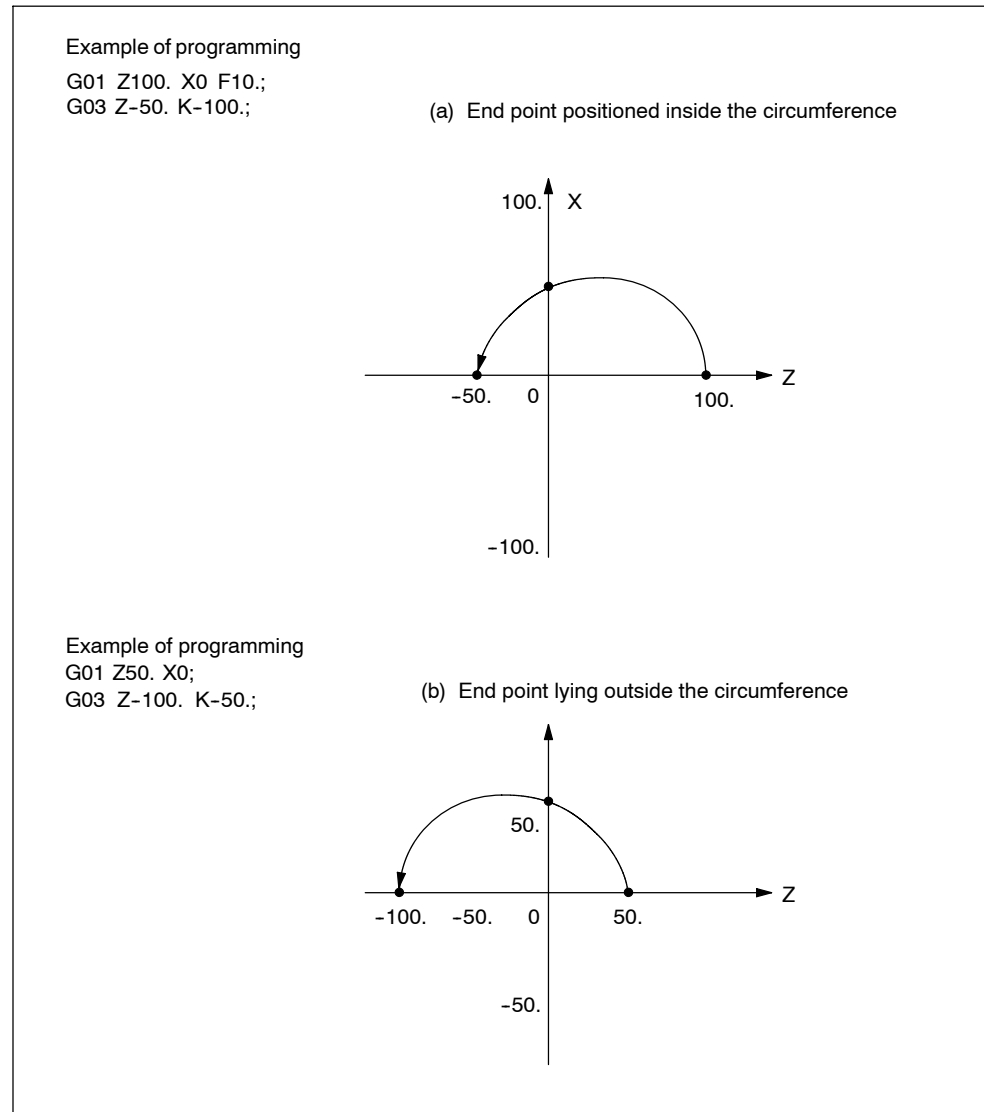 Example of programming
G01 Z100. X0 F10.;
G03 Z-50. K-100.;
(a) End point positioned inside the circumference
100. X
Z
-50. 0 100.
-100.
Example of programming
G01 Z50. X0;
G03 Z-100. K-50.;
(b) End point lying outside the circumference
50.
Z
-100. -50. 0 50.
-50.